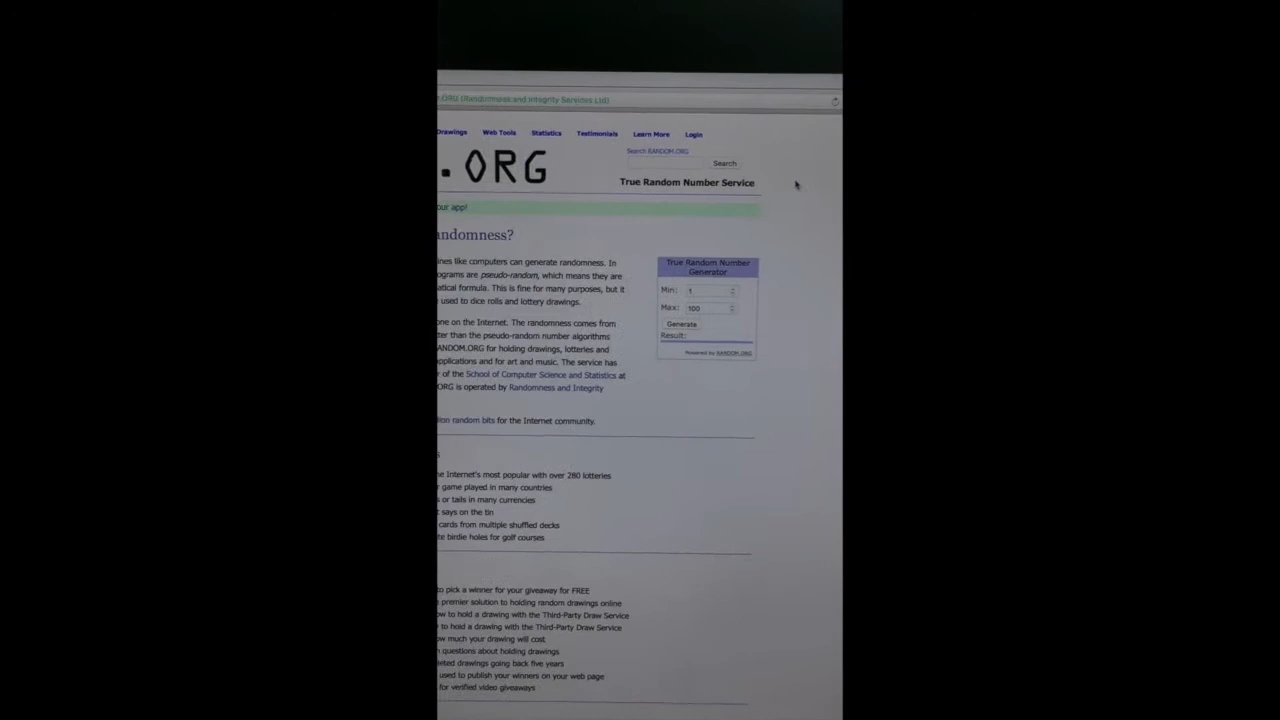 .ORG (Randomness and Integrity Services Ltd)
Drawings Web Tools Statistics Testimonials Learn More Login
Search RANDOM.ORG
Search
.ORG
True Random Number Service
our app!
andomness?
ines like computers can generate randomness. In
ograms are pseudo-random, which means they are
atical formula. This is fine for many purposes, but it
used to dice rolls and lottery drawings.
True Random Number
Generator
Min: 1
Max: 100
Generate
Result:
Powered by RANDOM.ORG
one on the Internet. The randomness comes from
tter than the pseudo-random number algorithms
ANDOM.ORG for holding drawings, lotteries and
pplications and for art and music. The service has
r of the School of Computer Science and Statistics at
ORG is operated by Randomness and Integrity
lion random bits for the Internet community.
s
he Internet's most popular with over 280 lotteries
game played in many countries
s or tails in many currencies
t says on the tin
cards from multiple shuffled decks
te birdie holes for golf courses
to pick a winner for your giveaway for FREE
e premier solution to holding random drawings online
ow to hold a drawing with the Third-Party Draw Service
to hold a drawing with the Third-Party Draw Service
ow much your drawing will cost
n questions about holding drawings
leted drawings going back five years
used to publish your winners on your web page
for verified video giveaways